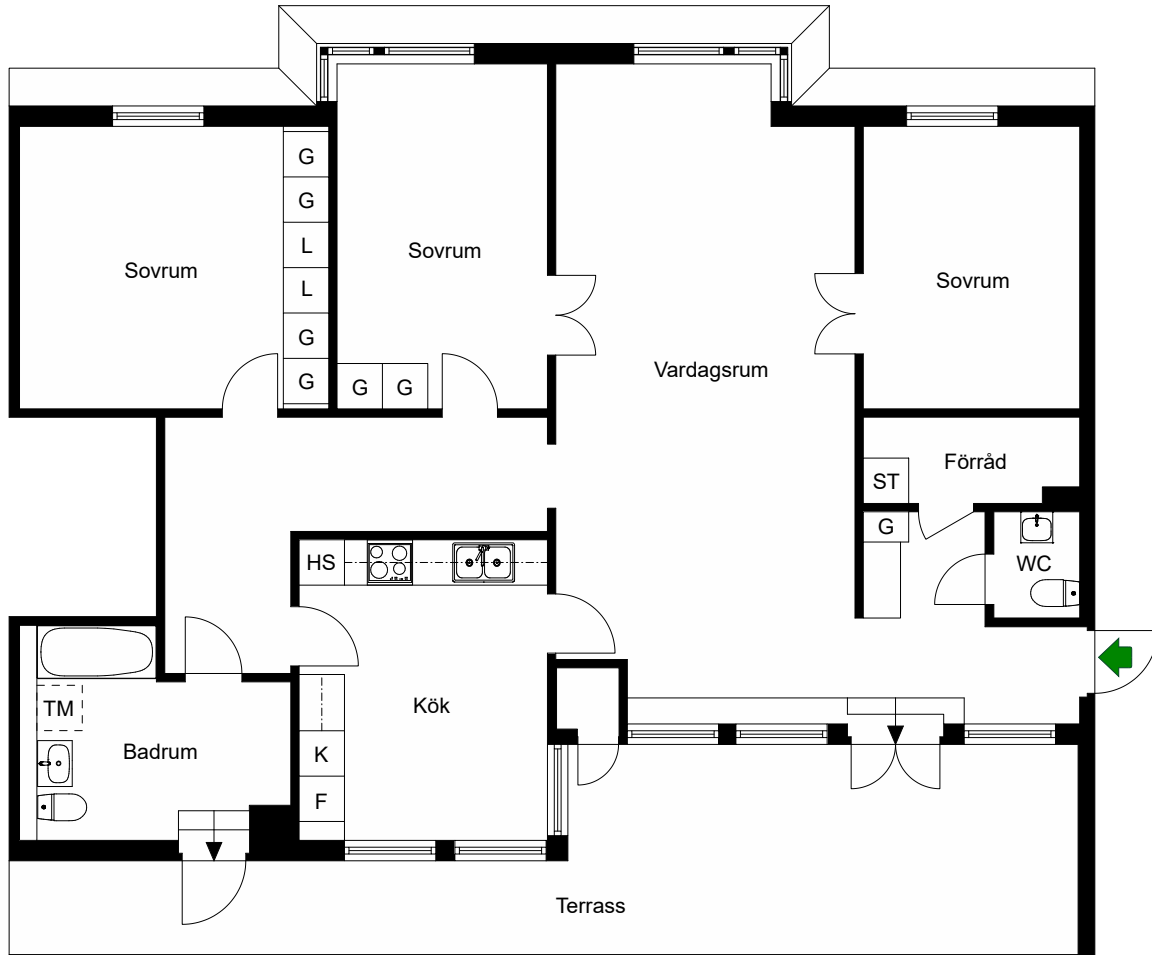 G
G
L
L
G
G
Sovrum
Sovrum
G G
Vardagsrum
Sovrum
Förråd
ST
G
WC
HS
Kök
K
F
TM
Badrum
Terrass